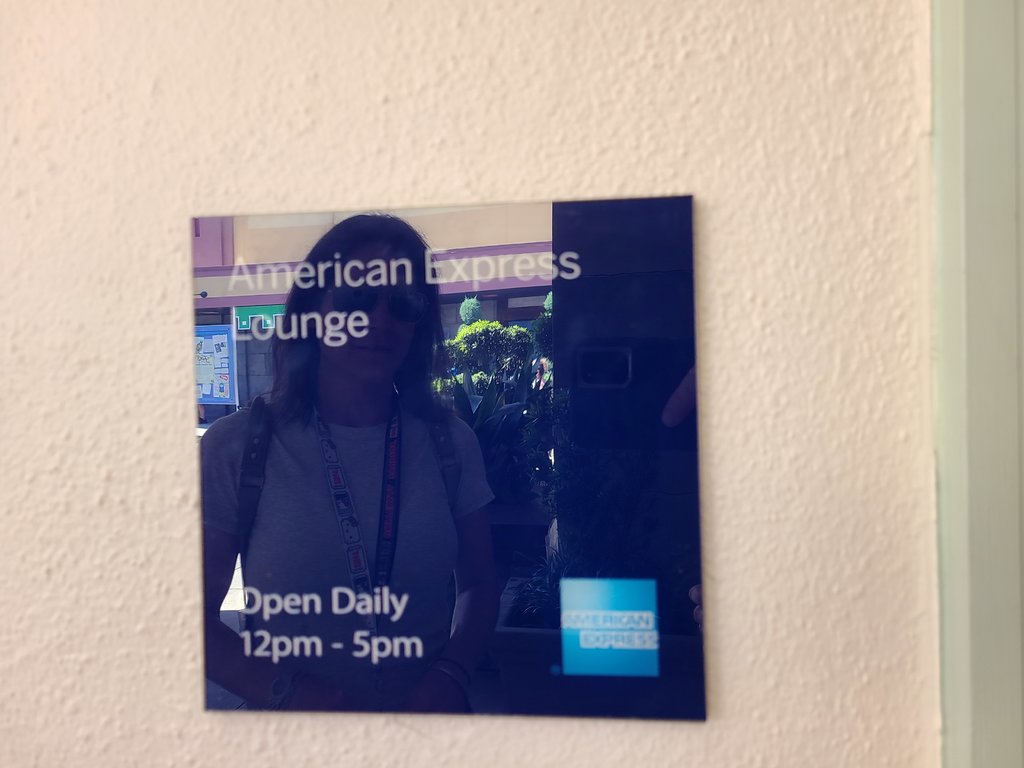 American Express
Lounge
Open Daily
12pm - 5pm
AMERICAN
EXPRESS